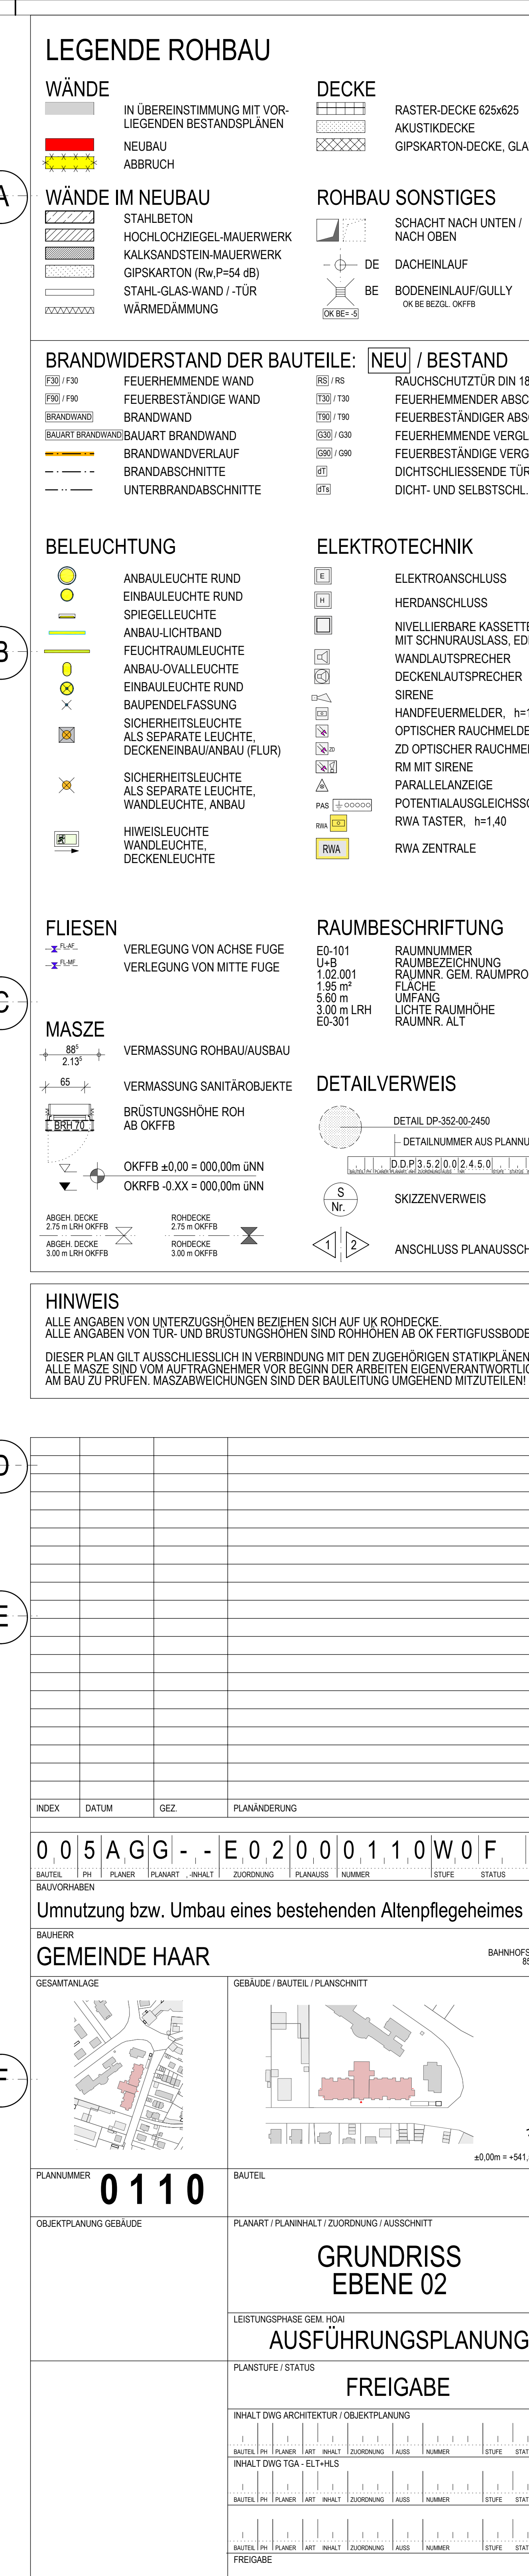 LEGENDE ROHBAU
WÄNDE
IN ÜBEREINSTIMMUNG MIT VOR-
LIEGENDEN BESTANDSPLÄNEN
NEUBAU
ABBRUCH
DECKE
RASTER-DECKE 625x625
AKUSTIKDECKE
GIPSKARTON-DECKE, GLA
A
WÄNDE IM NEUBAU
STAHLBETON
HOCHLOCHZIEGEL-MAUERWERK
KALKSANDSTEIN-MAUERWERK
GIPSKARTON (Rw,P=54 dB)
STAHL-GLAS-WAND / -TÜR
WÄRMEDÄMMUNG
ROHBAU SONSTIGES
SCHACHT NACH UNTEN /
NACH OBEN
DE DACHEINLAUF
BE BODENEINLAUF/GULLY
OK BE BEZGL. OKFFB
OK BE= -5
BRANDWIDERSTAND DER BAUTEILE: NEU / BESTAND
F30 / F30 FEUERHEMMENDE WAND
F90 / F90 FEUERBESTÄNDIGE WAND
BRANDWAND BRANDWAND
BAUART BRANDWAND BAUART BRANDWAND
BRANDWANDVERLAUF
BRANDABSCHNITTE
UNTERBRANDABSCHNITTE
RS / RS RAUCHSCHUTZTÜR DIN 18
T30 / T30 FEUERHEMMENDER ABSC
T90 / T90 FEUERBESTÄNDIGER ABS
G30 / G30 FEUERHEMMENDE VERGL
G90 / G90 FEUERBESTÄNDIGE VERG
dT DICHTSCHLIESSENDE TÜR
dTs DICHT- UND SELBSTSCHL.
BELEUCHTUNG
ANBAULEUCHTE RUND
EINBAULEUCHTE RUND
SPIEGELLEUCHTE
ANBAU-LICHTBAND
FEUCHTRAUMLEUCHTE
ANBAU-OVALLEUCHTE
EINBAULEUCHTE RUND
BAUPENDELFASSUNG
SICHERHEITSLEUCHTE
ALS SEPARATE LEUCHTE,
DECKENEINBAU/ANBAU (FLUR)
SICHERHEITSLEUCHTE
ALS SEPARATE LEUCHTE,
WANDLEUCHTE, ANBAU
HIWEISLEUCHTE
WANDLEUCHTE,
DECKENLEUCHTE
B
ELEKTROTECHNIK
E ELEKTROANSCHLUSS
H HERDANSCHLUSS
NIVELLIERBARE KASSETTE
MIT SCHNURAUSLASS, EDE
WANDLAUTSPRECHER
DECKENLAUTSPRECHER
SIRENE
HANDFEUERMELDER, h=1
OPTISCHER RAUCHMELDE
ZD ZD OPTISCHER RAUCHMEL
RM MIT SIRENE
PARALLELANZEIGE
PAS POTENTIALAUSGLEICHSSC
RWA RWA TASTER, h=1,40
RWA RWA ZENTRALE
FLIESEN
FL-AF VERLEGUNG VON ACHSE FUGE
FL-MF VERLEGUNG VON MITTE FUGE
C
RAUMBESCHRIFTUNG
E0-101 RAUMNUMMER
U+B RAUMBEZEICHNUNG
1.02.001 RAUMNR. GEM. RAUMPRO
1.95 m² FLÄCHE
5.60 m UMFANG
3.00 m LRH LICHTE RAUMHÖHE
E0-301 RAUMNR. ALT
MASZE
88⁵
2.13⁵
VERMASSUNG ROHBAU/AUSBAU
65 VERMASSUNG SANITÄROBJEKTE
BRH 70
BRÜSTUNGSHÖHE ROH
AB OKFFB
OKFFB ±0,00 = 000,00m üNN
OKRFB -0.XX = 000,00m üNN
ABGEH. DECKE
2.75 m LRH OKFFB
ABGEH. DECKE
3.00 m LRH OKFFB
ROHDECKE
2.75 m OKFFB
ROHDECKE
3.00 m OKFFB
DETAILVERWEIS
DETAIL DP-352-00-2450
DETAILNUMMER AUS PLANNU
D.D.P 3.5.2 0.0 2.4.5.0
S
Nr.
SKIZZENVERWEIS
1 2 ANSCHLUSS PLANAUSSCH
HINWEIS
ALLE ANGABEN VON UNTERZUGSHÖHEN BEZIEHEN SICH AUF UK ROHDECKE.
ALLE ANGABEN VON TÜR- UND BRÜSTUNGSHÖHEN SIND ROHHÖHEN AB OK FERTIGFUSSBODE
DIESER PLAN GILT AUSSCHLIESSLICH IN VERBINDUNG MIT DEN ZUGEHÖRIGEN STATIKPLÄNEN
ALLE MASZE SIND VOM AUFTRAGNEHMER VOR BEGINN DER ARBEITEN EIGENVERANTWORTLIC
AM BAU ZU PRÜFEN. MASZABWEICHUNGEN SIND DER BAULEITUNG UMGEHEND MITZUTEILEN!
D
E
INDEX DATUM GEZ. PLANÄNDERUNG
0 0 5 A G G - - E 0 2 0 0 0 1 1 0 W 0 F
BAUTEIL PH PLANER PLANART , -INHALT ZUORDNUNG PLANAUSS NUMMER STUFE STATUS
BAUVORHABEN
Umnutzung bzw. Umbau eines bestehenden Altenpflegeheimes
BAUHERR
GEMEINDE HAAR
BAHNHOFS
85
GESAMTANLAGE
GEBÄUDE / BAUTEIL / PLANSCHNITT
F
±0,00m = +541,
PLANNUMMER 0110
BAUTEIL
OBJEKTPLANUNG GEBÄUDE
PLANART / PLANINHALT / ZUORDNUNG / AUSSCHNITT
GRUNDRISS
EBENE 02
LEISTUNGSPHASE GEM. HOAI
AUSFÜHRUNGSPLANUNG
PLANSTUFE / STATUS
FREIGABE
INHALT DWG ARCHITEKTUR / OBJEKTPLANUNG
BAUTEIL PH PLANER ART INHALT ZUORDNUNG AUSS NUMMER STUFE STAT
INHALT DWG TGA - ELT+HLS
BAUTEIL PH PLANER ART INHALT ZUORDNUNG AUSS NUMMER STUFE STAT
BAUTEIL PH PLANER ART INHALT ZUORDNUNG AUSS NUMMER STUFE STAT
FREIGABE